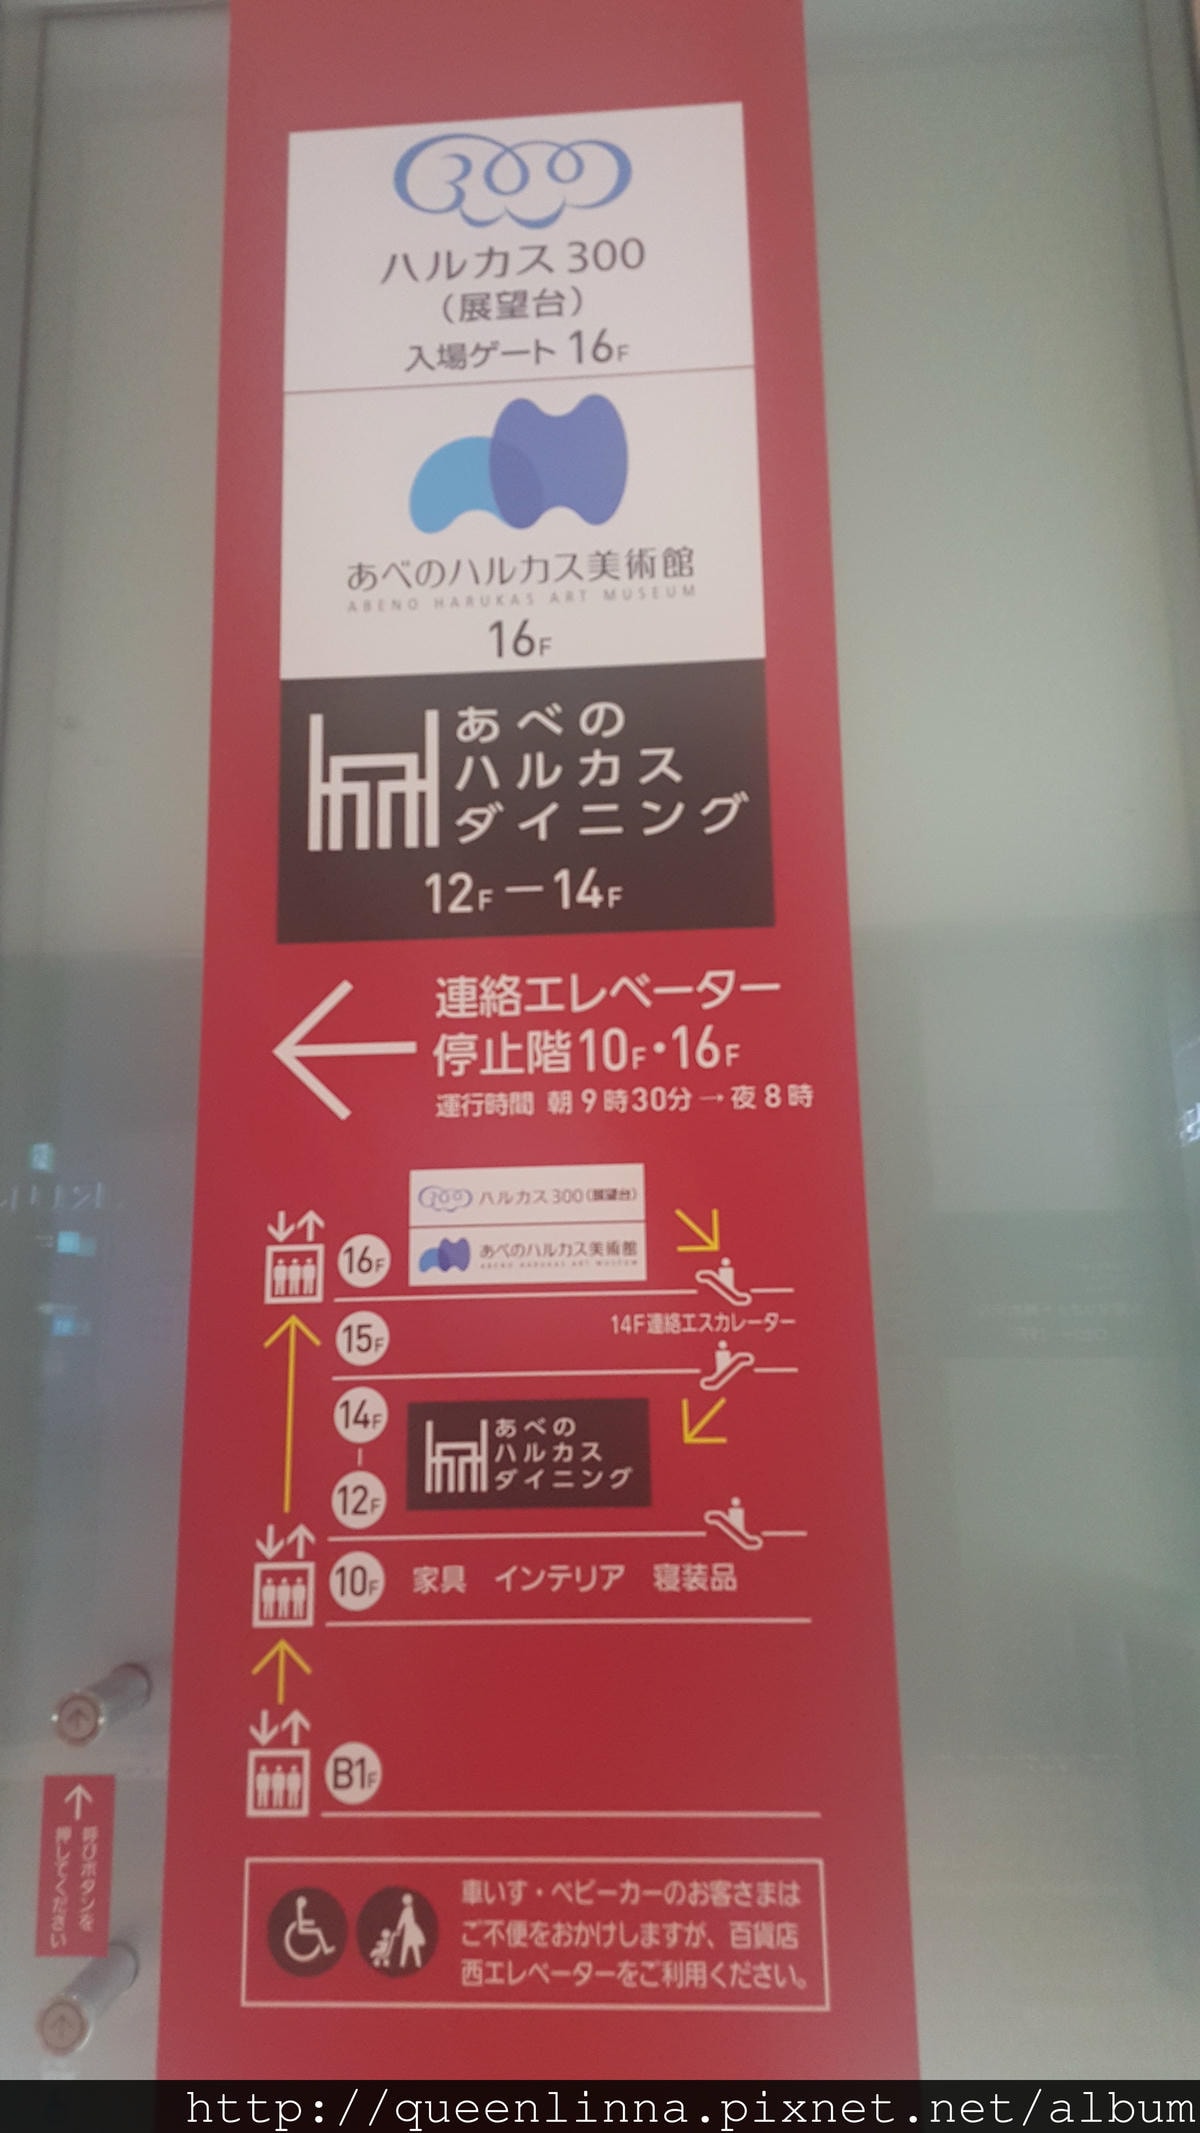 300
ハルカス300
（展望台）
入場ゲート 16F
あべのハルカス美術館
ABENO HARUKAS ART MUSEUM
16F
あべの
ハルカス
ダイニング
12F－14F
連絡エレベーター
停止階10F・16F
運行時間 朝9時30分→夜8時
16F
300 ハルカス300（展望台）
あべのハルカス美術館
ABENO HARUKAS ART MUSEUM
15F
14F連絡エスカレーター
14F
12F
あべの
ハルカス
ダイニング
10F 家具 インテリア 寝装品
B1F
呼びボタンを
押してください
車いす・ベビーカーのお客さまは
ご不便をおかけしますが、百貨店
西エレベーターをご利用ください。
http://queenlinna.pixnet.net/album